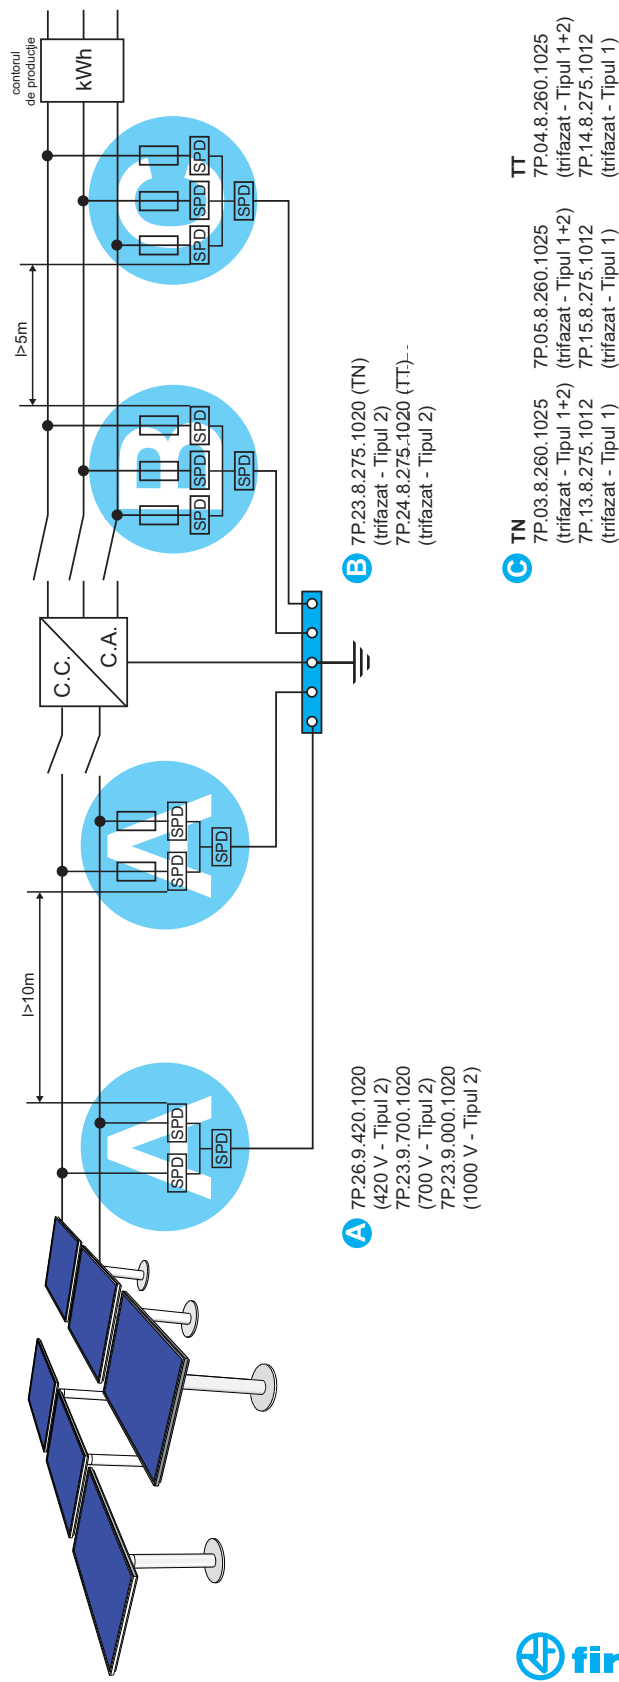 l>10m
l>5m
contorul
de producție
kWh
C.C.
C.A.
A
A
B
C
SPD
SPD
SPD
SPD
SPD
SPD
SPD
SPD
SPD
SPD
SPD
SPD
SPD
SPD
A
7P.26.9.420.1020
(420 V - Tipul 2)
7P.23.9.700.1020
(700 V - Tipul 2)
7P.23.9.000.1020
(1000 V - Tipul 2)
B
7P.23.8.275.1020 (TN)
(trifazat - Tipul 2)
7P.24.8.275.1020 (TT)
(trifazat - Tipul 2)
C
TN
7P.03.8.260.1025
(trifazat - Tipul 1+2)
7P.13.8.275.1012
(trifazat - Tipul 1)
7P.05.8.260.1025
(trifazat - Tipul 1+2)
7P.15.8.275.1012
(trifazat - Tipul 1)
TT
7P.04.8.260.1025
(trifazat - Tipul 1+2)
7P.14.8.275.1012
(trifazat - Tipul 1)
fin